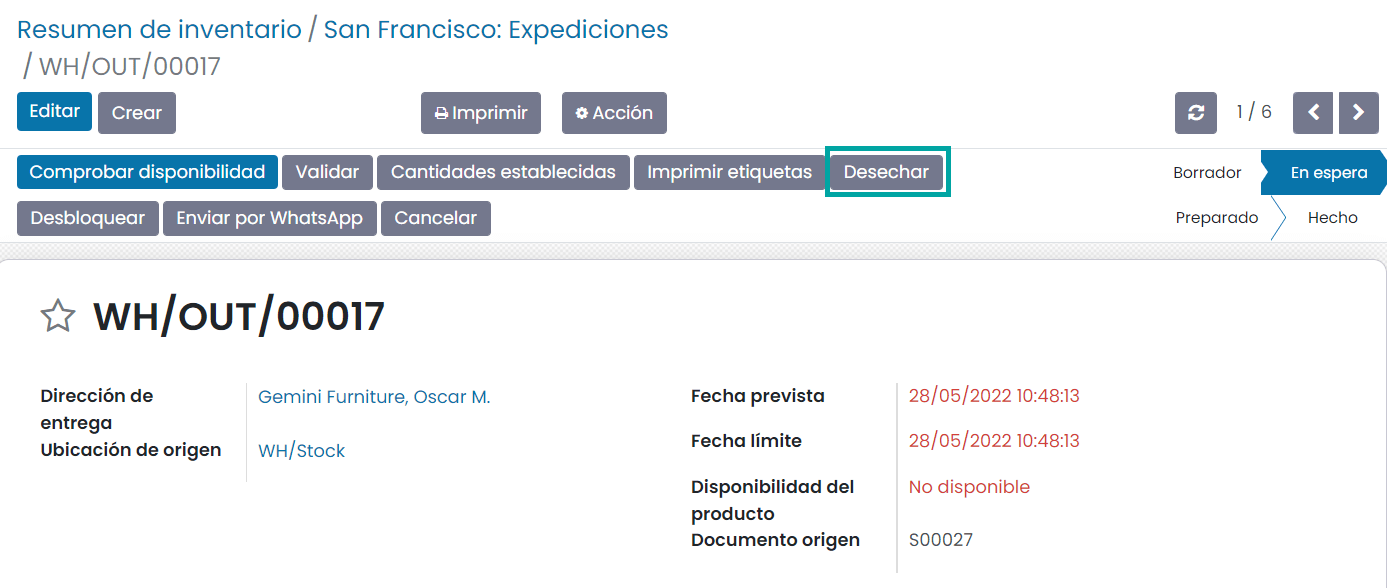 Resumen de inventario / San Francisco: Expediciones
/ WH/OUT/00017
Editar Crear Imprimir Acción 1 / 6
Comprobar disponibilidad Validar Cantidades establecidas Imprimir etiquetas Desechar Borrador En espera
Desbloquear Enviar por WhatsApp Cancelar Preparado Hecho
WH/OUT/00017
Dirección de entrega Gemini Furniture, Oscar M.
Ubicación de origen WH/Stock
Fecha prevista 28/05/2022 10:48:13
Fecha límite 28/05/2022 10:48:13
Disponibilidad del producto No disponible
Documento origen S00027